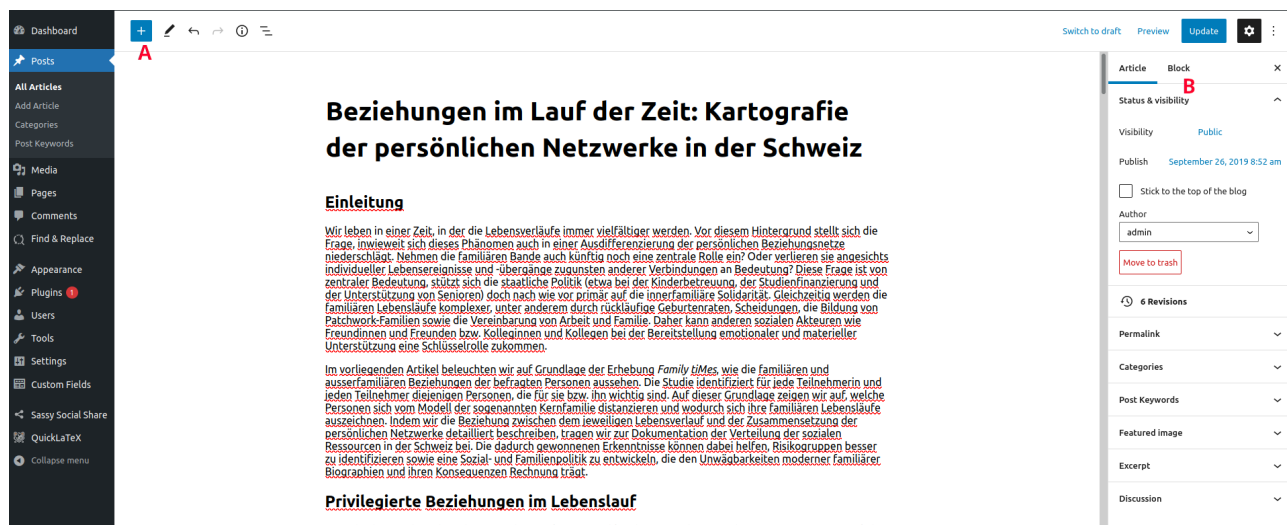 Dashboard
Posts
All Articles
Add Article
Categories
Post Keywords
Media
Pages
Comments
Find & Replace
Appearance
Plugins 1
Users
Tools
Settings
Custom Fields
Sassy Social Share
QuickLaTeX
Collapse menu
A
Switch to draft Preview Update
Beziehungen im Lauf der Zeit: Kartografie
der persönlichen Netzwerke in der Schweiz
Einleitung
Wir leben in einer Zeit, in der die Lebensverläufe immer vielfältiger werden. Vor diesem Hintergrund stellt sich die
Frage, inwieweit sich dieses Phänomen auch in einer Ausdifferenzierung der persönlichen Beziehungsnetze
niederschlägt. Nehmen die familiären Bande auch künftig noch eine zentrale Rolle ein? Oder verlieren sie angesichts
individueller Lebensereignisse und -übergänge zugunsten anderer Verbindungen an Bedeutung? Diese Frage ist von
zentraler Bedeutung, stützt sich die staatliche Politik (etwa bei der Kinderbetreuung, der Studienfinanzierung und
der Unterstützung von Senioren) doch nach wie vor primär auf die innerfamiliäre Solidarität. Gleichzeitig werden die
familiären Lebensläufe komplexer, unter anderem durch rückläufige Geburtenraten, Scheidungen, die Bildung von
Patchwork-Familien sowie die Vereinbarung von Arbeit und Familie. Daher kann anderen sozialen Akteuren wie
Freundinnen und Freunden bzw. Kolleginnen und Kollegen bei der Bereitstellung emotionaler und materieller
Unterstützung eine Schlüsselrolle zukommen.
Im vorliegenden Artikel beleuchten wir auf Grundlage der Erhebung Family tiMes, wie die familiären und
ausserfamiliären Beziehungen der befragten Personen aussehen. Die Studie identifiziert für jede Teilnehmerin und
jeden Teilnehmer diejenigen Personen, die für sie bzw. ihn wichtig sind. Auf dieser Grundlage zeigen wir auf, welche
Personen sich vom Modell der sogenannten Kernfamilie distanzieren und wodurch sich ihre familiären Lebensläufe
auszeichnen. Indem wir die Beziehung zwischen dem jeweiligen Lebensverlauf und der Zusammensetzung der
persönlichen Netzwerke detailliert beschreiben, tragen wir zur Dokumentation der Verteilung der sozialen
Ressourcen in der Schweiz bei. Die dadurch gewonnenen Erkenntnisse können dabei helfen, Risikogruppen besser
zu identifizieren sowie eine Sozial- und Familienpolitik zu entwickeln, die den Unwägbarkeiten moderner familiärer
Biographien und ihren Konsequenzen Rechnung trägt.
Privilegierte Beziehungen im Lebenslauf
Article Block
B
Status & visibility
Visibility Public
Publish September 26, 2019 8:52 am
Stick to the top of the blog
Author
admin
Move to trash
6 Revisions
Permalink
Categories
Post Keywords
Featured image
Excerpt
Discussion